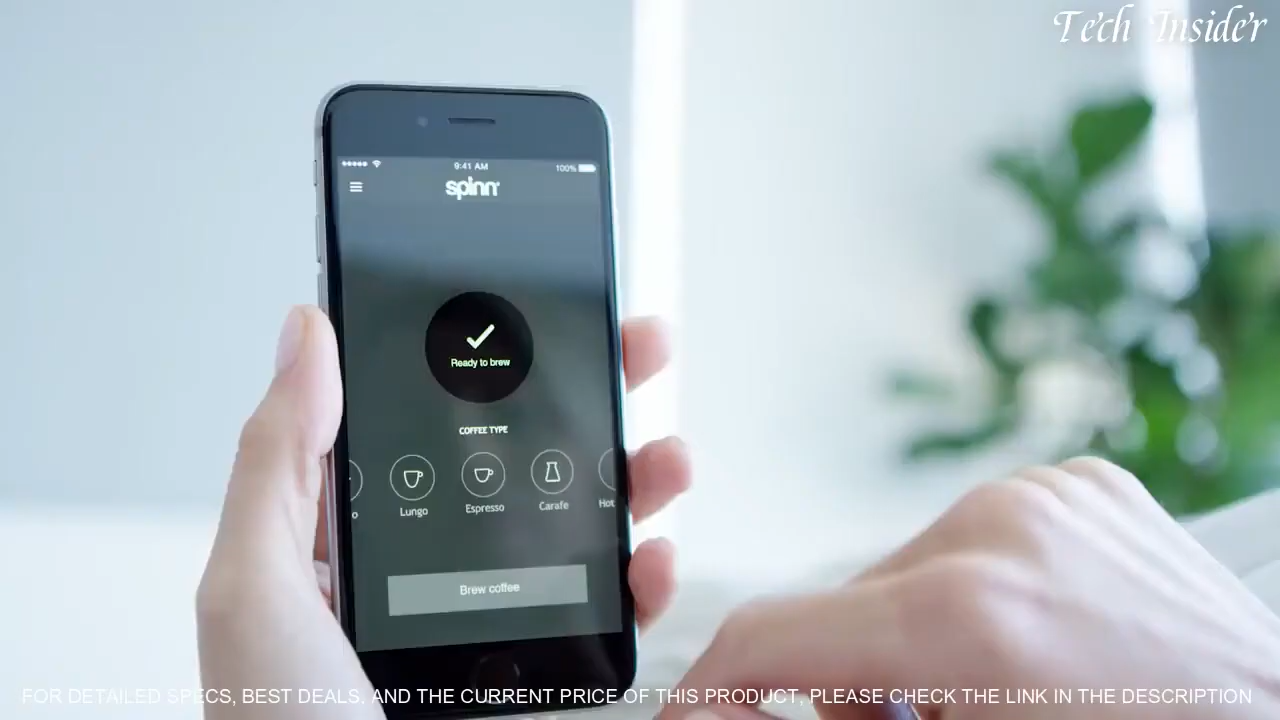 Tech Insider
9:41 AM
100%
spinn
Ready to brew
COFFEE TYPE
o
Lungo
Espresso
Carafe
Hot
Brew coffee
FOR DETAILED SPECS, BEST DEALS, AND THE CURRENT PRICE OF THIS PRODUCT, PLEASE CHECK THE LINK IN THE DESCRIPTION